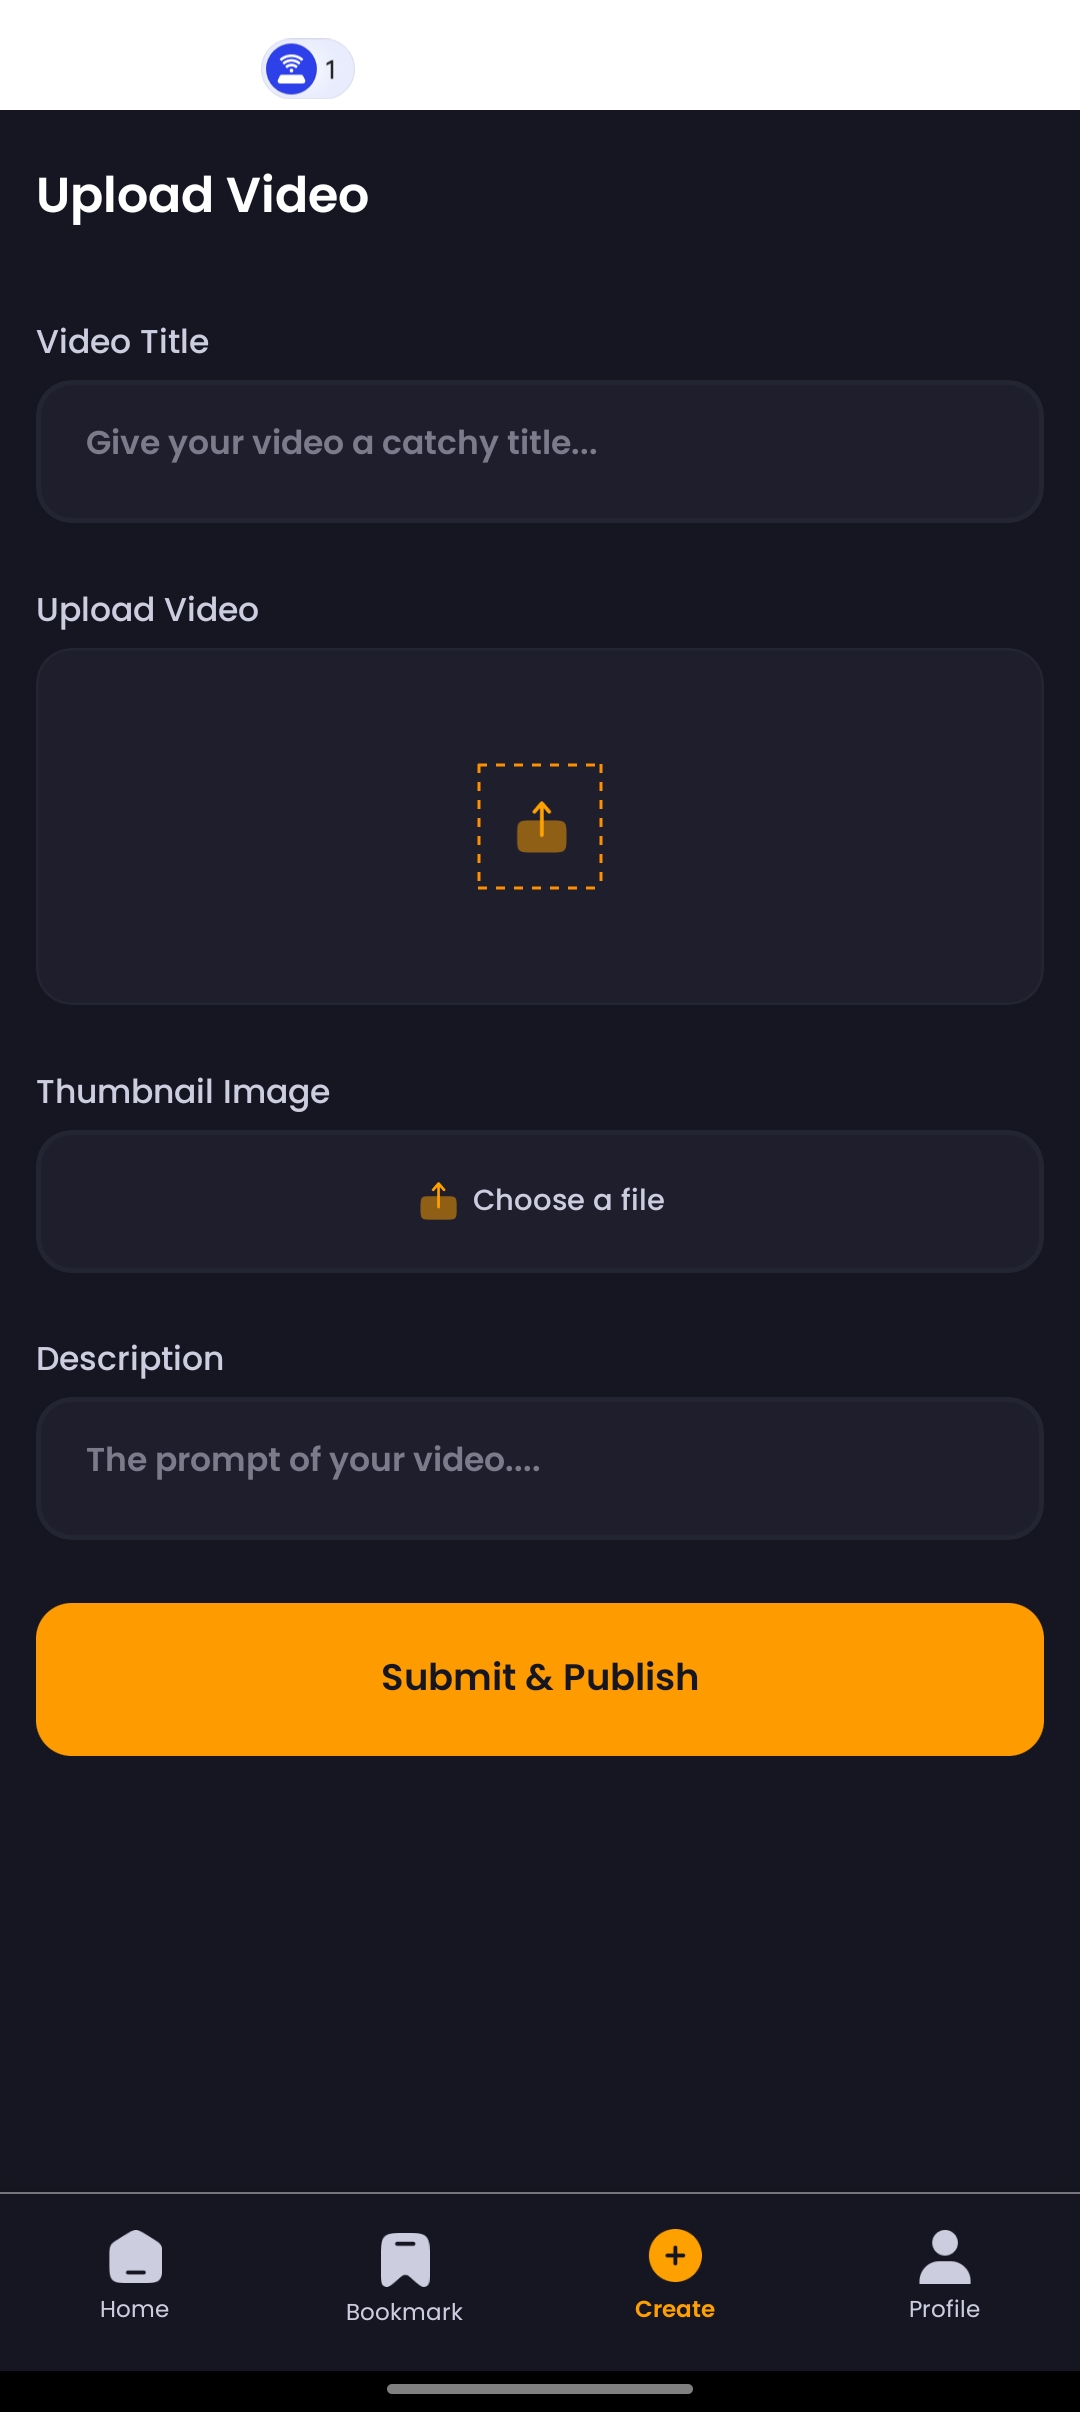 1
Upload Video
Video Title
Give your video a catchy title...
Upload Video
Thumbnail Image
Choose a file
Description
The prompt of your video....
Submit & Publish
Home
Bookmark
Create
Profile